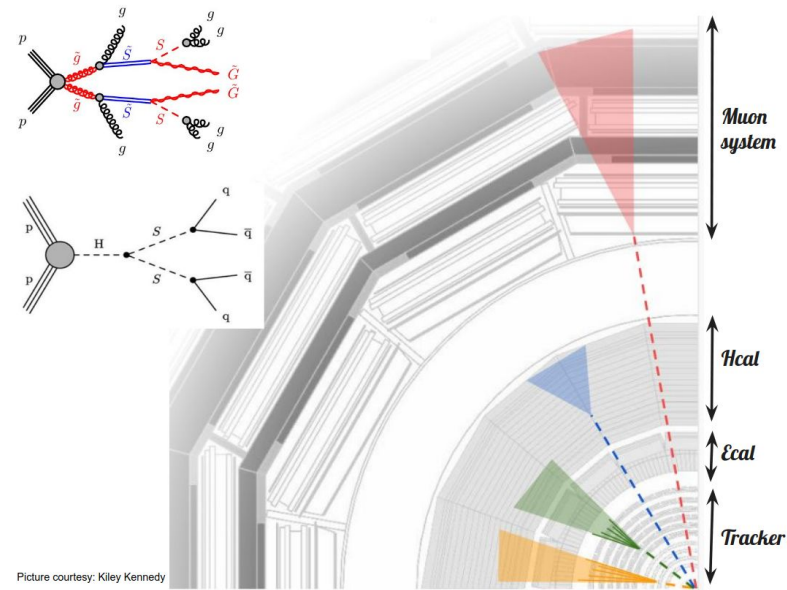 p
p
g̃
g̃
S̃
S̃
g
g
S
S
g
g
g
g
G̃
G̃
Muon
system
p
p
H
S
S
q
q̄
q̄
q
Hcal
Ecal
Tracker
Picture courtesy: Kiley Kennedy